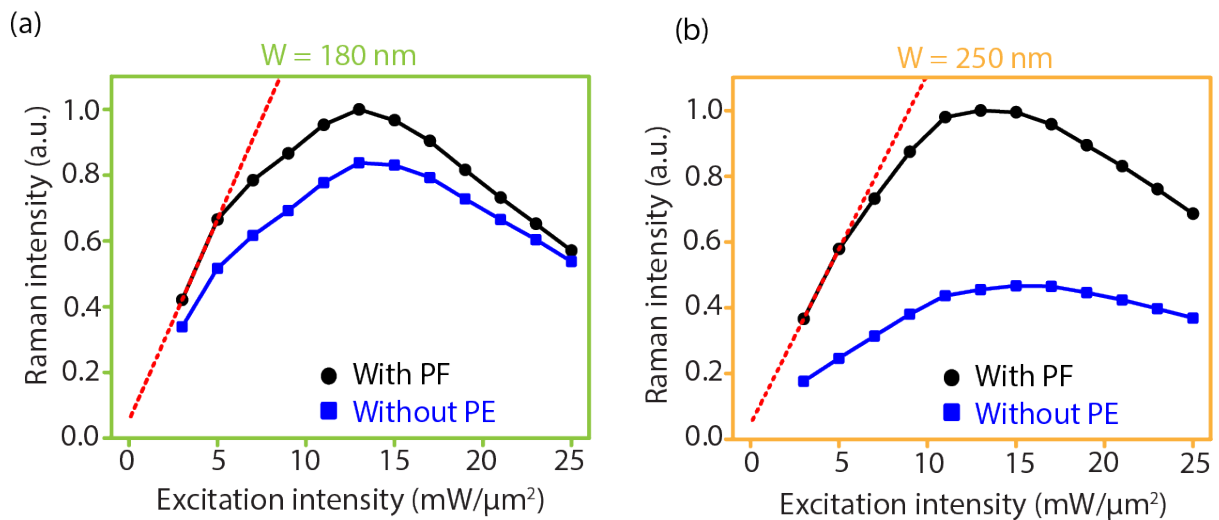 (a)
W = 180 nm
Raman intensity (a.u.)
1.0
0.8
0.6
0.4
0.2
0.0
With PF
Without PE
0 5 10 15 20 25
Excitation intensity (mW/μm²)
(b)
W = 250 nm
Raman intensity (a.u.)
1.0
0.8
0.6
0.4
0.2
0.0
With PF
Without PE
0 5 10 15 20 25
Excitation intensity (mW/μm²)